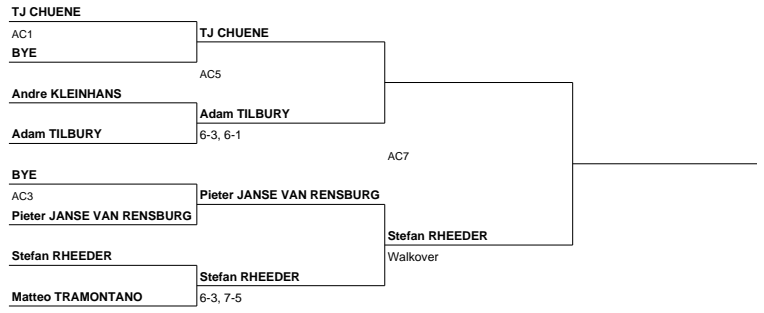 TJ CHUENE
AC1
TJ CHUENE
BYE
AC5
Andre KLEINHANS
Adam TILBURY
Adam TILBURY
6-3, 6-1
AC7
BYE
AC3
Pieter JANSE VAN RENSBURG
Pieter JANSE VAN RENSBURG
Stefan RHEEDER
Stefan RHEEDER
Walkover
Stefan RHEEDER
Matteo TRAMONTANO
6-3, 7-5